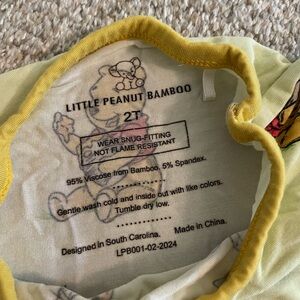 LITTLE PEANUT BAMBOO
2T
WEAR SNUG-FITTING
NOT FLAME RESISTANT
95% Viscose from Bamboo, 5% Spandex.
Gentle wash cold and inside out with like colors.
Tumble dry low.
Designed in South Carolina. Made in China.
LPB001-02-2024